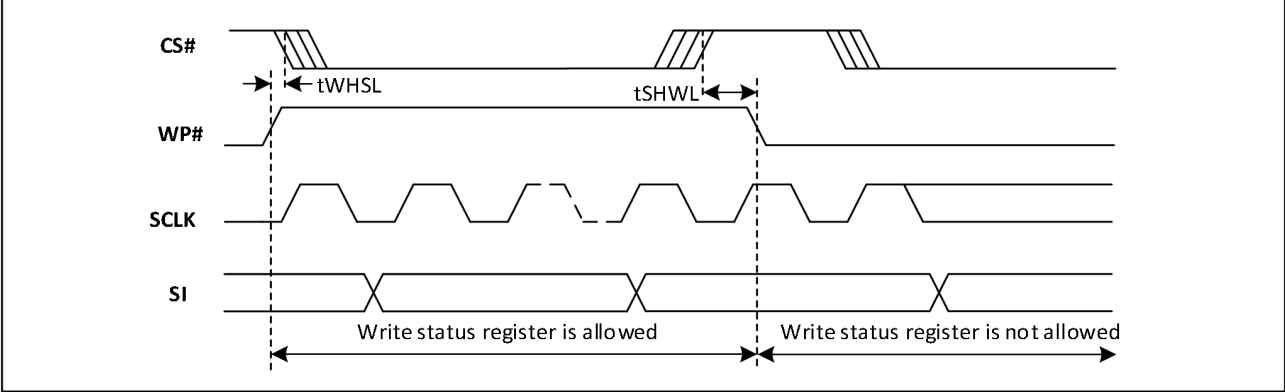 CS#
tWHSL
tSHWL
WP#
SCLK
SI
Write status register is allowed
Write status register is not allowed